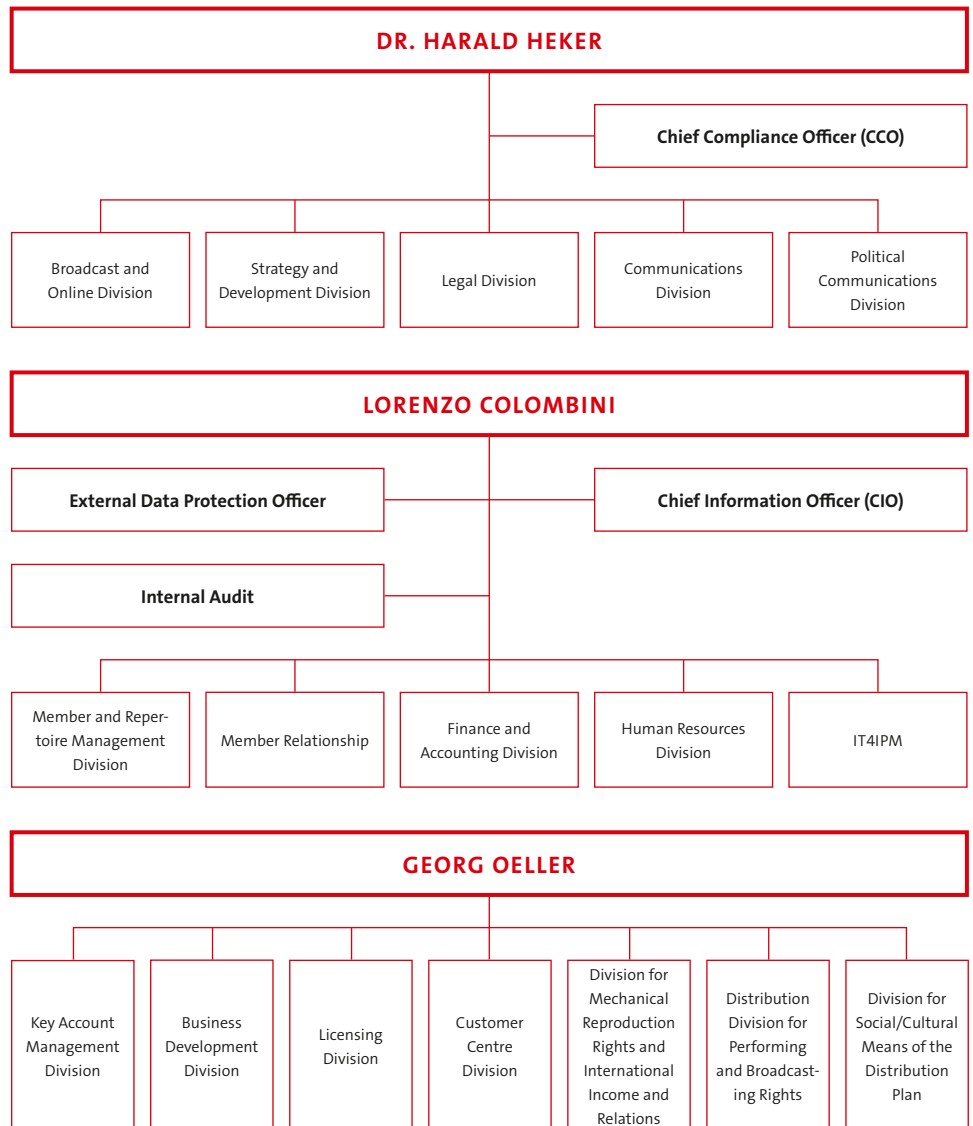 DR. HARALD HEKER
Chief Compliance Officer (CCO)
Broadcast and
Online Division
Strategy and
Development Division
Legal Division
Communications
Division
Political
Communications
Division
LORENZO COLOMBINI
External Data Protection Officer
Chief Information Officer (CIO)
Internal Audit
Member and Reper-
toire Management
Division
Member Relationship
Finance and
Accounting Division
Human Resources
Division
IT4IPM
GEORG OELLER
Key Account
Management
Division
Business
Development
Division
Licensing
Division
Customer
Centre
Division
Division for
Mechanical
Reproduction
Rights and
International
Income and
Relations
Distribution
Division for
Performing
and Broadcast-
ing Rights
Division for
Social/Cultural
Means of the
Distribution
Plan